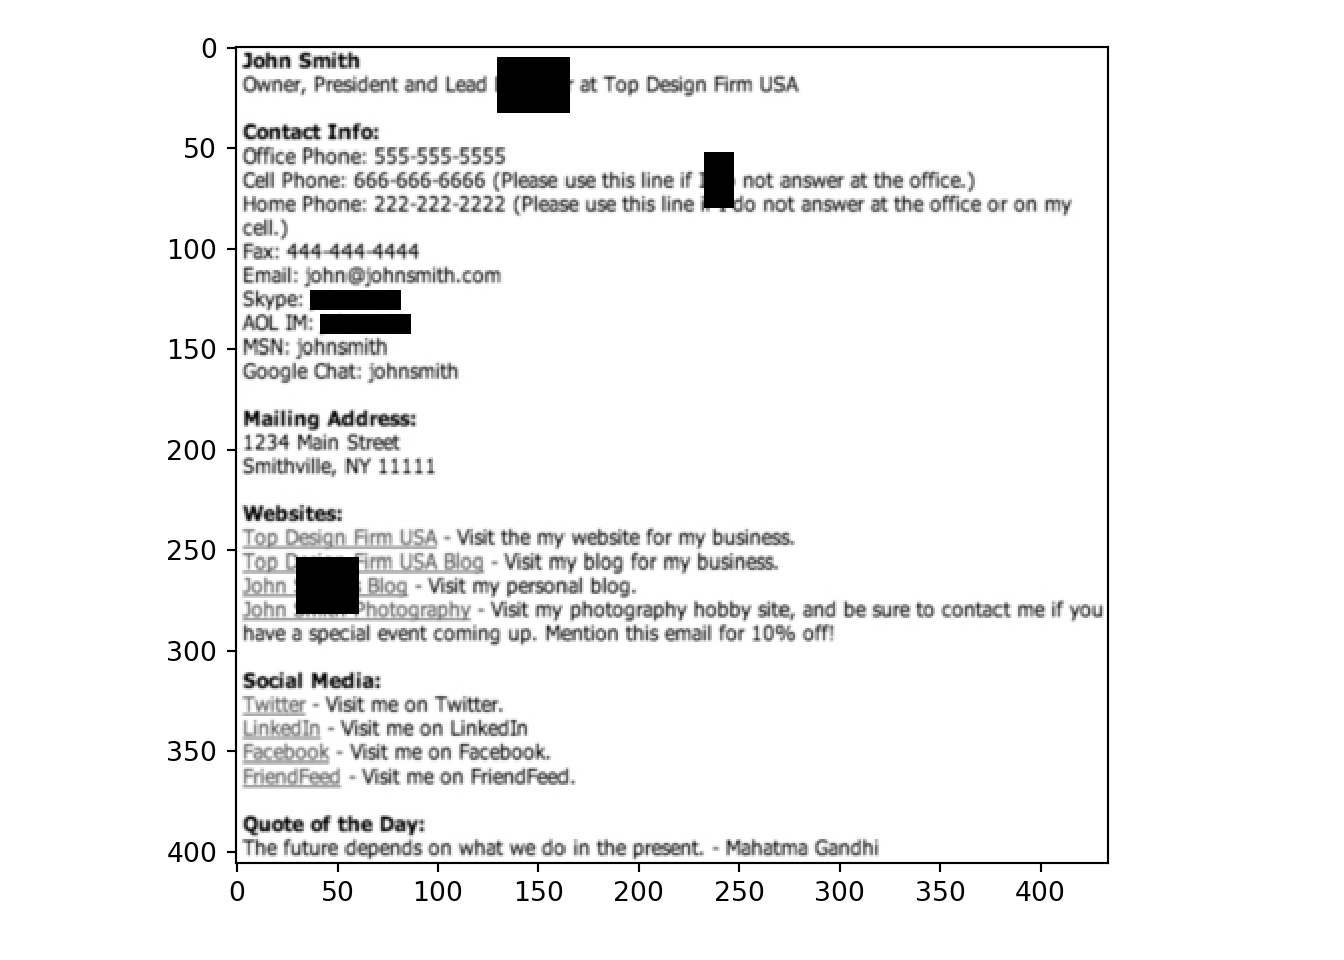 0
John Smith
Owner, President and Lead at Top Design Firm USA
Contact Info:
50
Office Phone: 555-555-5555
Cell Phone: 666-666-6666 (Please use this line if not answer at the office.)
Home Phone: 222-222-2222 (Please use this line if I do not answer at the office or on my
cell.)
100
Fax: 444-444-4444
Email: john@johnsmith.com
Skype:
AOL IM:
150
MSN: johnsmith
Google Chat: johnsmith
Mailing Address:
200
1234 Main Street
Smithville, NY 11111
Websites:
Top Design Firm USA - Visit the my website for my business.
250
Top Firm USA Blog - Visit my blog for my business.
John Blog - Visit my personal blog.
John Smith Photography - Visit my photography hobby site, and be sure to contact me if you
have a special event coming up. Mention this email for 10% off!
300
Social Media:
Twitter - Visit me on Twitter.
LinkedIn - Visit me on LinkedIn
350
Facebook - Visit me on Facebook.
FriendFeed - Visit me on FriendFeed.
Quote of the Day:
400
The future depends on what we do in the present. - Mahatma Gandhi
0 50 100 150 200 250 300 350 400